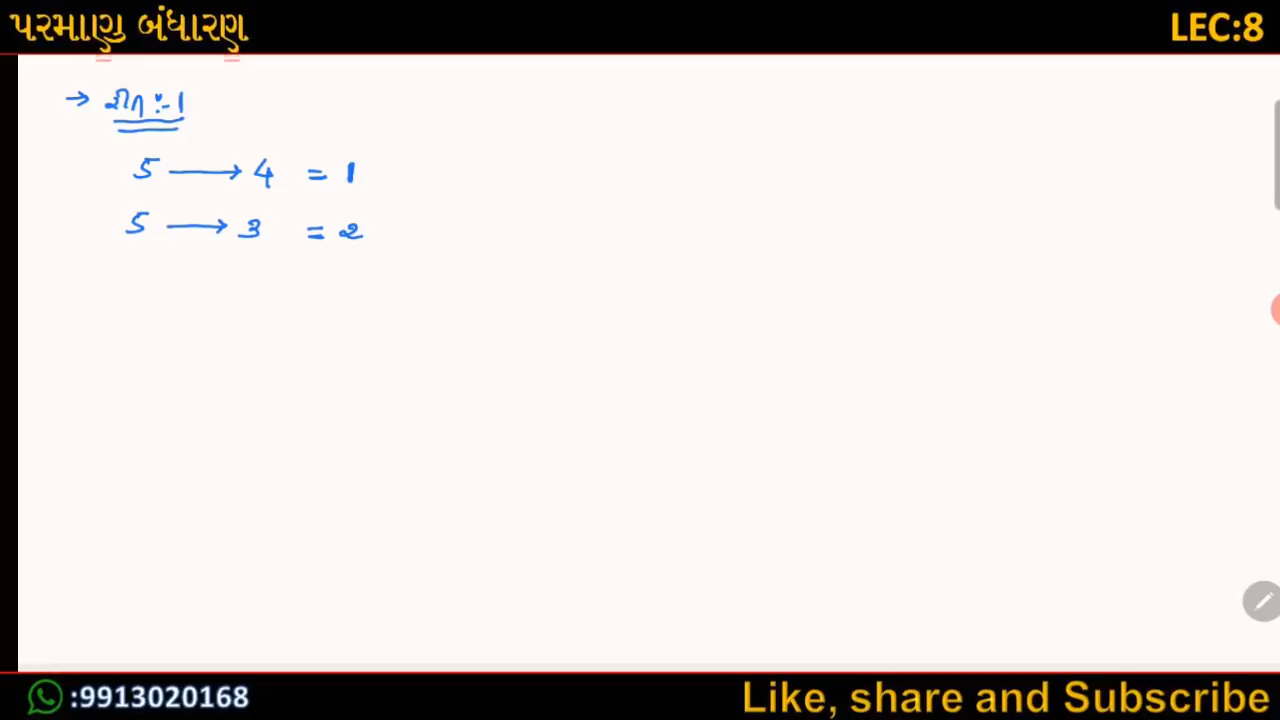 પરમાણુ બંધારણ
LEC:8
→ રીત :- 1
5 ⟶ 4 = 1
5 ⟶ 3 = 2
:9913020168
Like, share and Subscribe